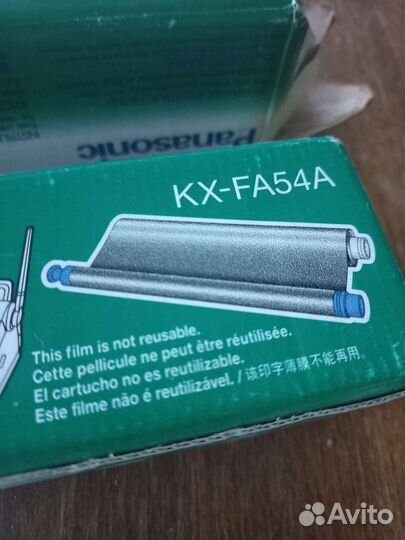 Panasonic
KX-FA54A
This film is not reusable.
Cette pellicule ne peut être réutilisée.
El cartucho no es reutilizable.
Este filme não é reutilizável. / 该印字薄膜不能再用。
Avito